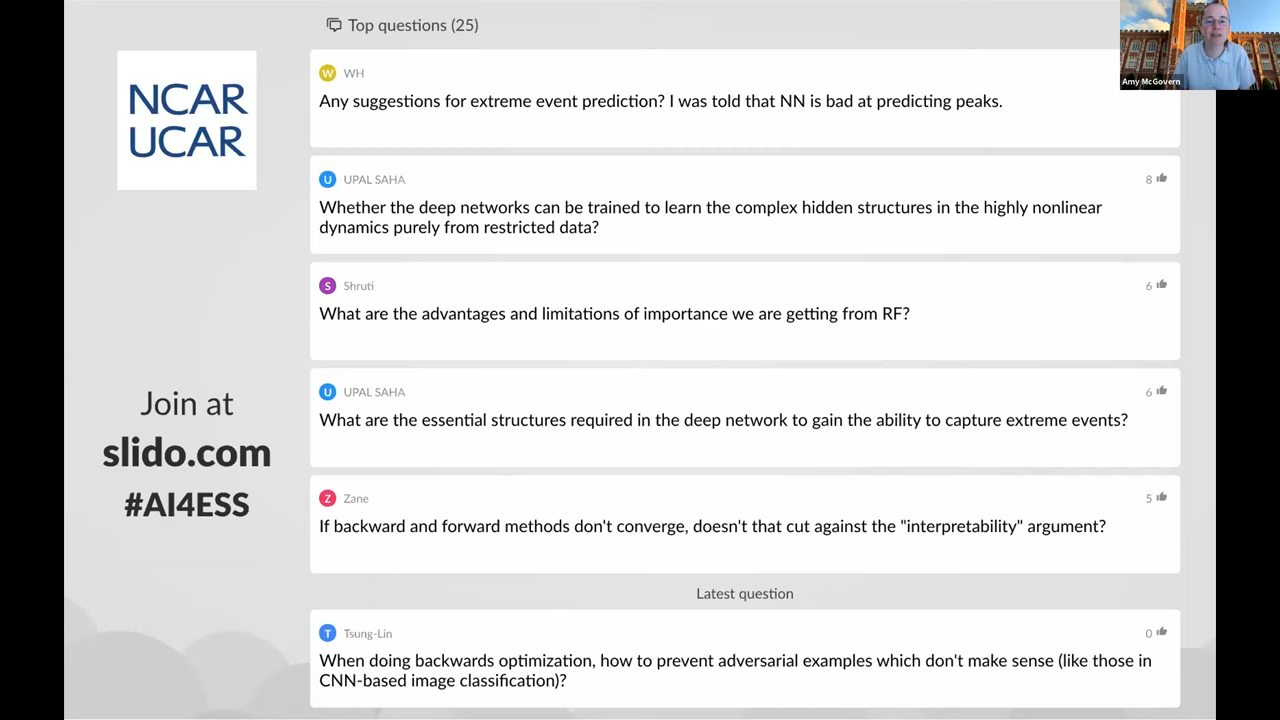 Top questions (25)
NCAR
UCAR
Join at
slido.com
#AI4ESS
W WH
Any suggestions for extreme event prediction? I was told that NN is bad at predicting peaks.
U UPAL SAHA 8
Whether the deep networks can be trained to learn the complex hidden structures in the highly nonlinear
dynamics purely from restricted data?
S Shruti 6
What are the advantages and limitations of importance we are getting from RF?
U UPAL SAHA 6
What are the essential structures required in the deep network to gain the ability to capture extreme events?
Z Zane 5
If backward and forward methods don't converge, doesn't that cut against the "interpretability" argument?
Latest question
T Tsung-Lin 0
When doing backwards optimization, how to prevent adversarial examples which don't make sense (like those in
CNN-based image classification)?
Amy McGovern